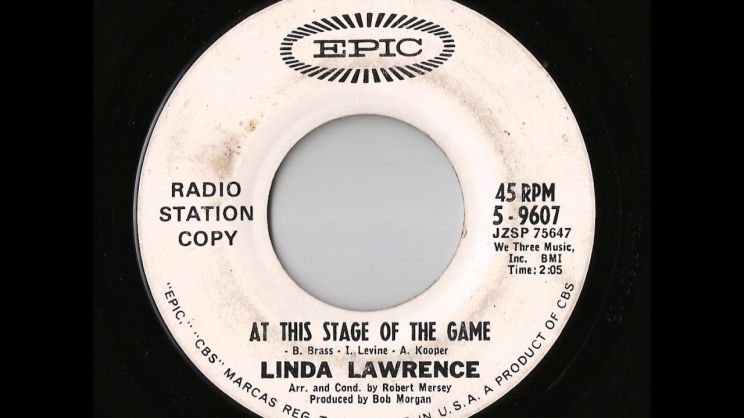 EPIC
RADIO
STATION
COPY
45 RPM
5-9607
JZSP 75647
We Three Music,
Inc. BMI
Time: 2:05
AT THIS STAGE OF THE GAME
- B. Brass - I. Levine - A. Kooper
LINDA LAWRENCE
Arr. and Cond. by Robert Mersey
Produced by Bob Morgan
"EPIC," "CBS" MARCAS REG. U.S.A. A PRODUCT OF CBS